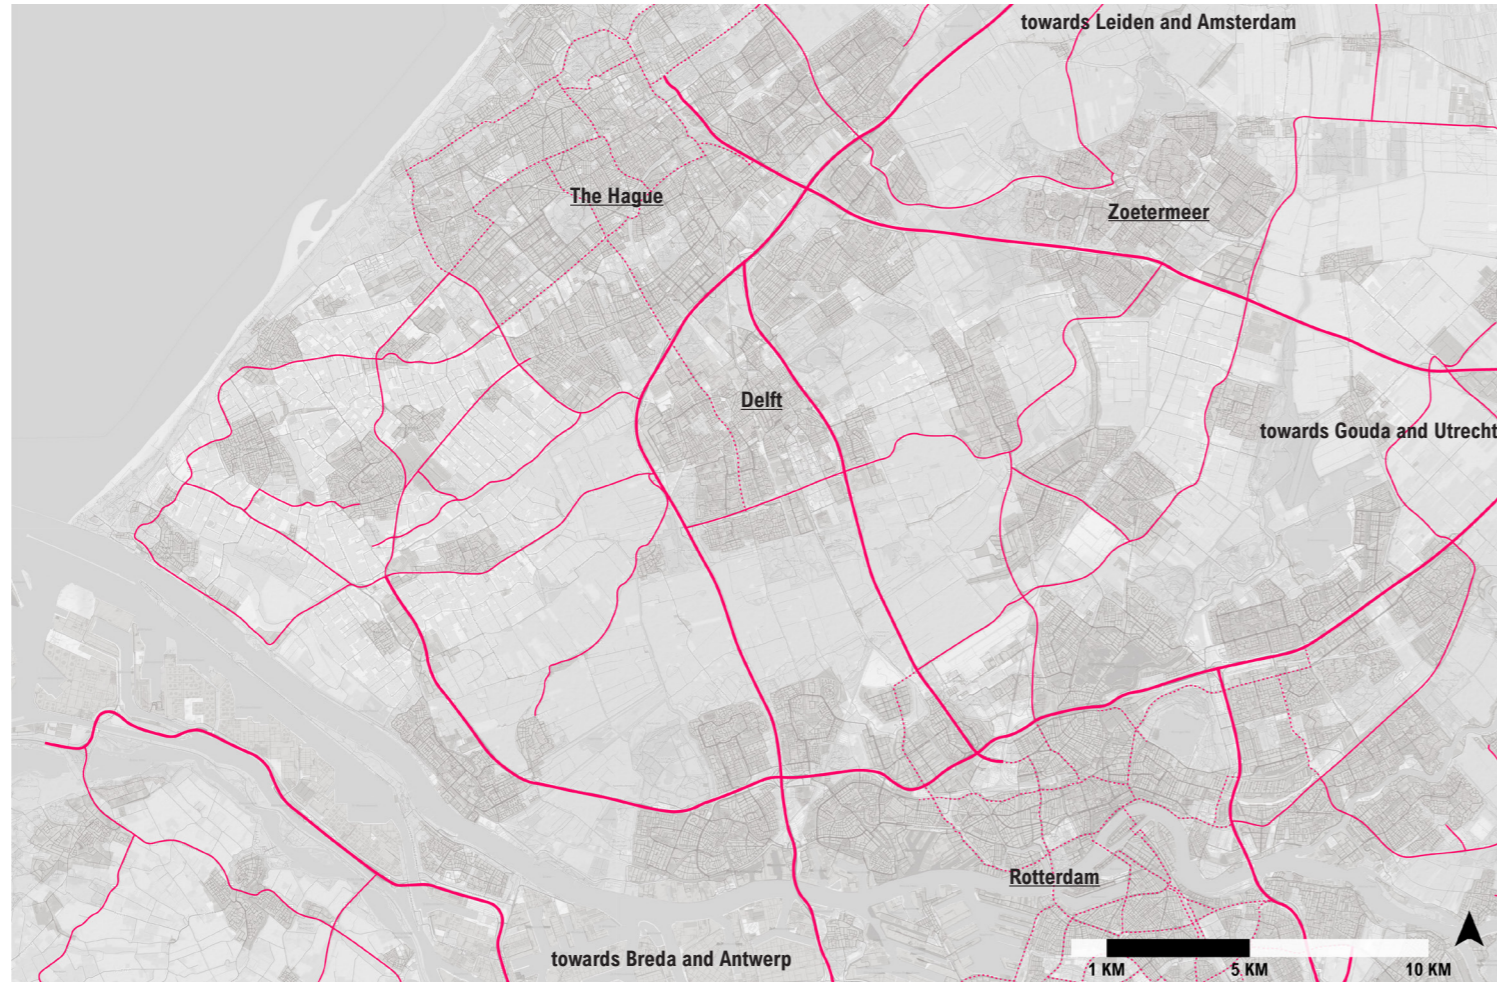 towards Leiden and Amsterdam
The Hague
Zoetermeer
Delft
towards Gouda and Utrecht
Rotterdam
towards Breda and Antwerp
1 KM 5 KM 10 KM